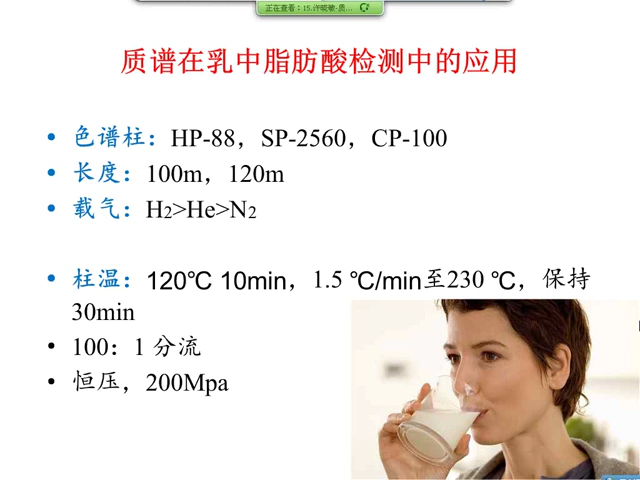 正在查看：15.许晓敏-质...
质谱在乳中脂肪酸检测中的应用
• 色谱柱：HP-88，SP-2560，CP-100
• 长度：100m，120m
• 载气：H2>He>N2
• 柱温：120℃ 10min，1.5 ℃/min至230 ℃，保持
30min
• 100：1 分流
• 恒压，200Mpa